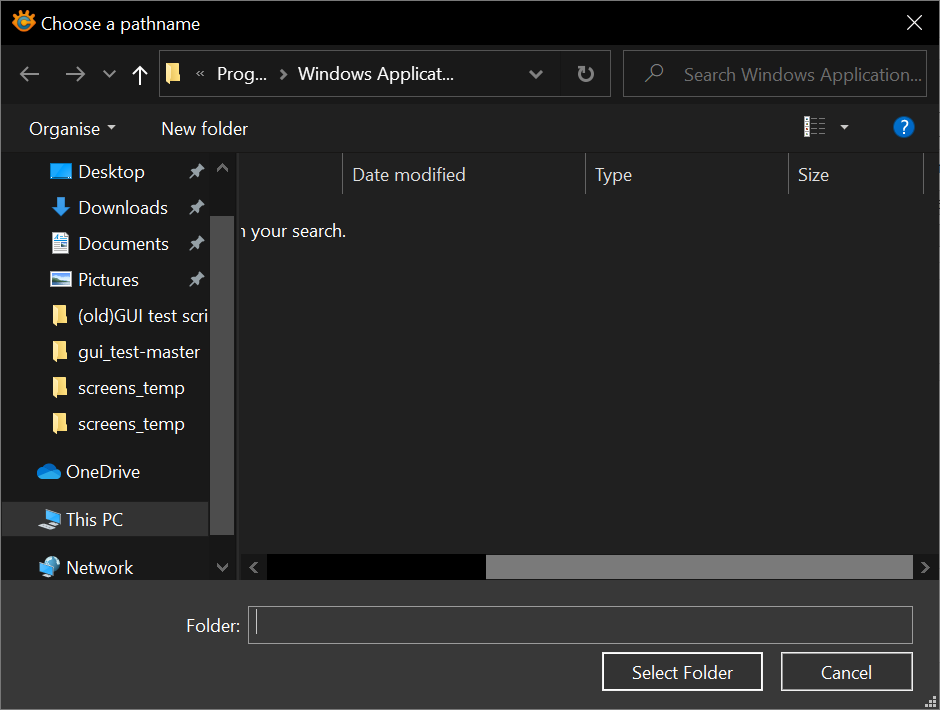 Choose a pathname
« Prog... > Windows Applicat...
Search Windows Application...
Organise
New folder
?
Desktop
Downloads
Documents
Pictures
(old)GUI test scri
gui_test-master
screens_temp
screens_temp
OneDrive
This PC
Network
Date modified
Type
Size
your search.
Folder:
Select Folder
Cancel